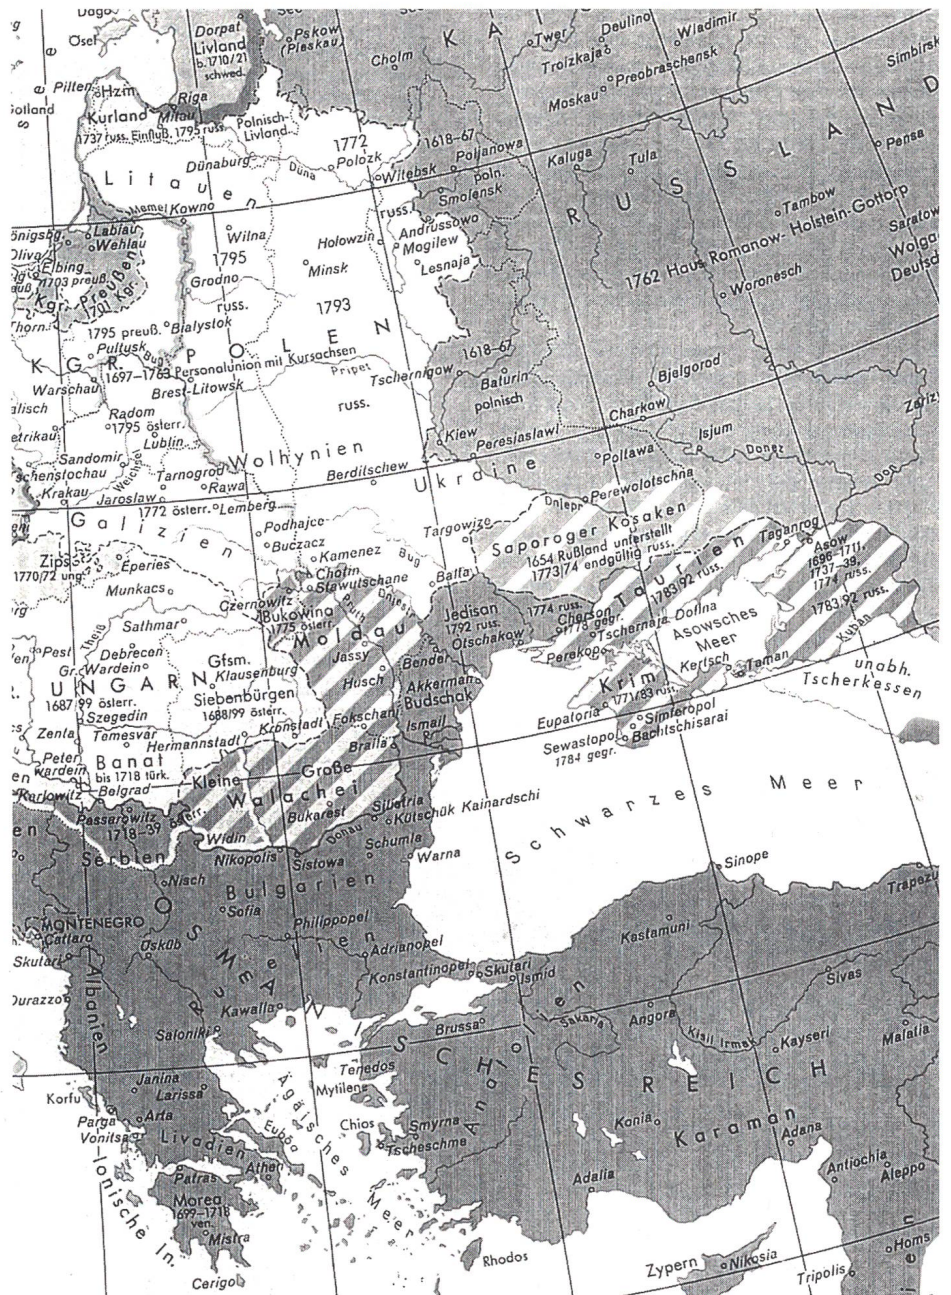 Dagö
Ösel
Dorpat
Livland
b. 1710/21
schwed.
Pskow
(Pleskau)
Cholm
Twer
Deulino
Wladimir
Trolzkaja
Preobraschensk
Moskau
Simbirsk
Pilten
Hzm.
Kurland
Riga
Mitau
1737 russ. Einfluß, 1795 russ.
Polnisch-
Livland
1772
Polozk
1618-67
Poljanowa
poln.
Smolensk
Kaluga
Tula
Pensa
RUSSLAND
Dünaburg
Düna
Witebsk
Litauen
Memel
Kowno
russ.
Andrussowo
Mogilew
Lesnaja
Holowzin
Tambow
1762 Haus Romanow-Holstein-Gottorp
Woronesch
Labiau
Wehlau
Oliva
Elbing
1703 preuß.
Kgr. Preußen
1701 Kgr.
Thorn
Wilna
1795
Minsk
Grodno
russ.
1793
1795 preuß.
Bialystok
Pultusk
Bug
KGR. POLEN
1697-1763 Personalunion mit Kursachsen
Warschau
Brest-Litowsk
Pripet
russ.
Tschernigow
1618-67
Baturin
polnisch
Bjelgorod
Charkow
Radom
1795 österr.
Lublin
Wolhynien
Kiew
Peresjaslawl
Poltawa
Isjum
Donez
Don
Sandomir
Weichsel
Krakau
Jaroslaw
Tarnogrod
Rawa
Berditschew
Ukraine
1772 österr.
Lemberg
Galizien
Podhajce
Buczacz
Kamenez
Bug
Targowize
Dniepr
Perewolotschna
Saporoger Kosaken
1654 Rußland unterstellt
1773/74 endgültig russ.
Zips
1770/72 ung.
Eperies
Munkacs
Chotin
Stawutschane
Balta
Czernowitz
Bukowina
1775 österr.
Pruth
Dniestr
Jedisan
1792 russ.
Otschakow
1774 russ.
Cherson
1778 gegr.
Taurien
1783/92 russ.
Taganrog
Asow
1696-1711,
1737-39,
1774 russ.
1783/92 russ.
Kuban
Tschernaja Dolina
Asowsches
Meer
Perekop
Kertsch
Taman
unabh.
Tscherkessen
Krim
1771/83 russ.
Eupatoria
Simferopol
Bachtschisarai
Sewastopol
1784 gegr.
Theiß
Sathmar
Pest
Debrecen
Gr. Wardein
UNGARN
1687/99 österr.
Szegedin
Gfsm.
Klausenburg
Siebenbürgen
1688/99 österr.
Moldau
Jassy
Husch
Bender
Akkerman
Budschak
Ismail
Zenta
Temesvar
Hermannstadt
Kronstadt
Fokschani
Braila
Peter-
wardein
Banat
bis 1718 türk.
Karlowitz
Belgrad
Kleine
Große
Walachei
Bukarest
Silistria
Kütschük Kainardschi
Passarowitz
1718-39 österr.
Widin
Donau
Schumla
Serbien
Nikopolis
Sistowa
Warna
Schwarzes Meer
Sinope
Trapezu
Nisch
Bulgarien
Sofia
Philippopel
MONTENEGRO
Cattaro
Skutari
Üsküb
Adrianopel
Konstantinopel
Skutari
Ismid
Kastamuni
Sivas
Durazzo
Albanien
Rumelien
Kawalla
Saloniki
OSMANISCHES REICH
Brussa
Sakaria
Angora
Kisil Irmak
Kayseri
Malatia
Anatolien
Tenedos
Mytilene
Janina
Larissa
Korfu
Parga
Arta
Vonitsa
Livadien
Euböa
Ägäisches Meer
Chios
Smyrna
Tscheschme
Konia
Karaman
Adana
Adalia
Antiochia
Aleppo
Patras
Athen
Morea
1699-1718
ven.
Mistra
Ionische In.
Cerigo
Rhodos
Zypern
Nikosia
Tripolis
Homs